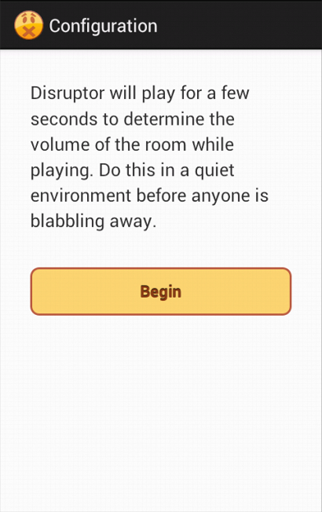 Configuration
Disruptor will play for a few
seconds to determine the
volume of the room while
playing. Do this in a quiet
environment before anyone is
blabbling away.
Begin